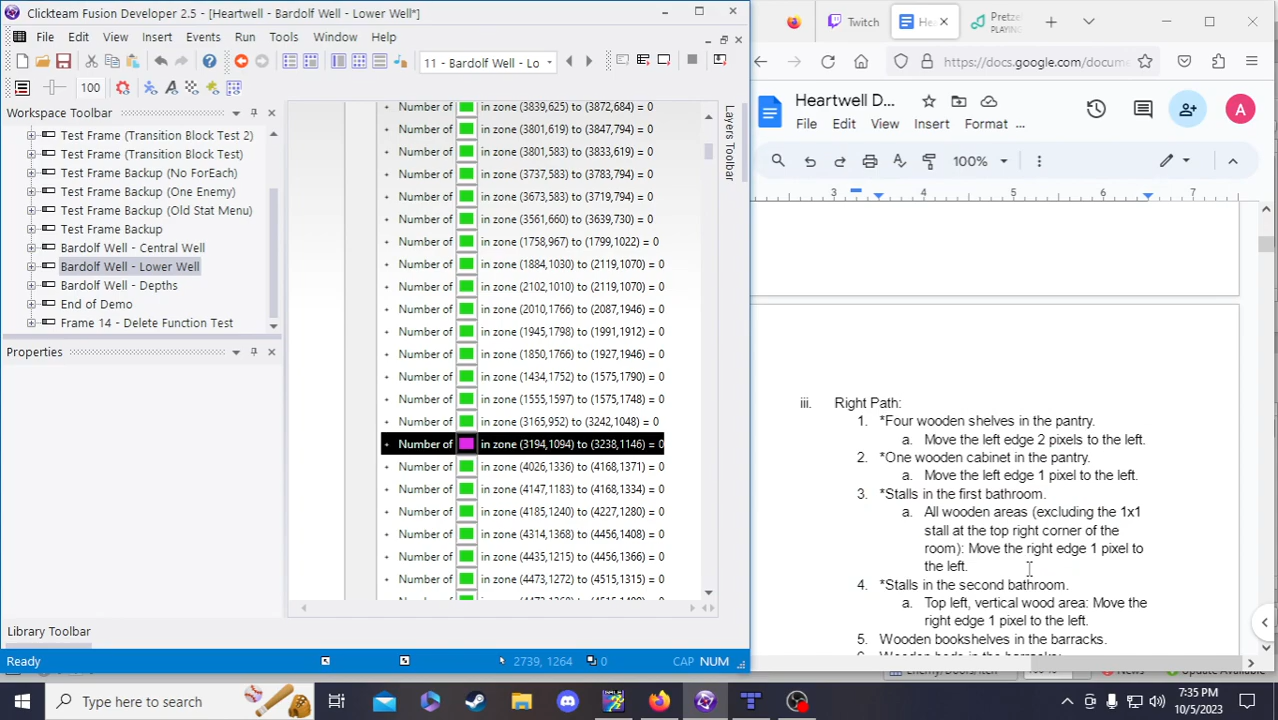 Clickteam Fusion Developer 2.5 - [Heartwell - Bardolf Well - Lower Well*]
File Edit View Insert Events Run Tools Window Help
11 - Bardolf Well - Lo
100
Workspace Toolbar
Test Frame (Transition Block Test 2)
Test Frame (Transition Block Test)
Test Frame Backup (No ForEach)
Test Frame Backup (One Enemy)
Test Frame Backup (Old Stat Menu)
Test Frame Backup
Bardolf Well - Central Well
Bardolf Well - Lower Well
Bardolf Well - Depths
End of Demo
Frame 14 - Delete Function Test
Properties
Library Toolbar
Ready
2739, 1264
0
CAP NUM
Number of in zone (3839,625) to (3872,684) = 0
Number of in zone (3801,619) to (3847,794) = 0
Number of in zone (3801,583) to (3833,619) = 0
Number of in zone (3737,583) to (3783,794) = 0
Number of in zone (3673,583) to (3719,794) = 0
Number of in zone (3561,660) to (3639,730) = 0
Number of in zone (1758,967) to (1799,1022) = 0
Number of in zone (1884,1030) to (2119,1070) = 0
Number of in zone (2102,1010) to (2119,1070) = 0
Number of in zone (2010,1766) to (2087,1946) = 0
Number of in zone (1945,1798) to (1991,1912) = 0
Number of in zone (1850,1766) to (1927,1946) = 0
Number of in zone (1434,1752) to (1575,1790) = 0
Number of in zone (1555,1597) to (1575,1748) = 0
Number of in zone (3165,952) to (3242,1048) = 0
Number of in zone (3194,1094) to (3238,1146) = 0
Number of in zone (4026,1336) to (4168,1371) = 0
Number of in zone (4147,1183) to (4168,1334) = 0
Number of in zone (4185,1240) to (4227,1280) = 0
Number of in zone (4314,1368) to (4456,1408) = 0
Number of in zone (4435,1215) to (4456,1366) = 0
Number of in zone (4473,1272) to (4515,1315) = 0
Layers Toolbar
Twitch
He
Pretze
PLAYING
https://docs.google.com/docume
Heartwell D...
File Edit View Insert Format ...
A
100%
3 4 5 6 7
iii. Right Path:
1. *Four wooden shelves in the pantry.
a. Move the left edge 2 pixels to the left.
2. *One wooden cabinet in the pantry.
a. Move the left edge 1 pixel to the left.
3. *Stalls in the first bathroom.
a. All wooden areas (excluding the 1x1
stall at the top right corner of the
room): Move the right edge 1 pixel to
the left.
4. *Stalls in the second bathroom.
a. Top left, vertical wood area: Move the
right edge 1 pixel to the left.
5. Wooden bookshelves in the barracks.
Type here to search
7:35 PM
10/5/2023